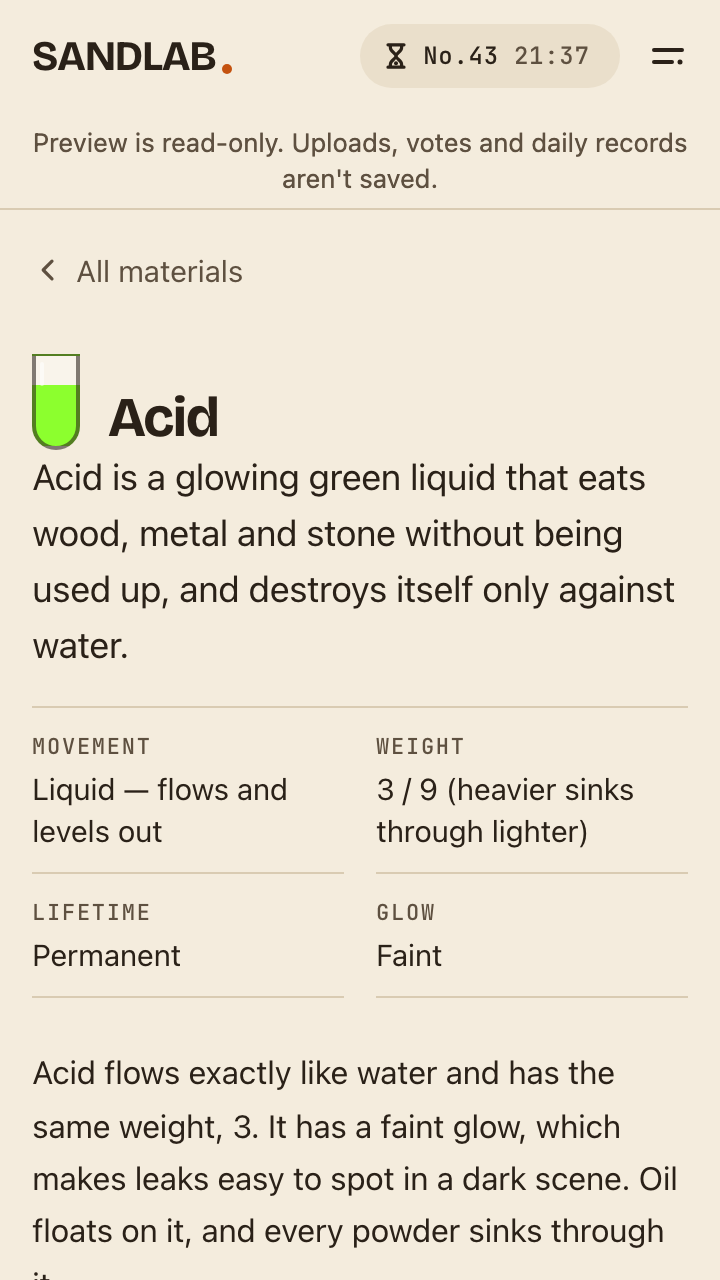 SANDLAB.
No.43 21:37
Preview is read-only. Uploads, votes and daily records
aren't saved.
All materials
Acid
Acid is a glowing green liquid that eats
wood, metal and stone without being
used up, and destroys itself only against
water.
MOVEMENT
Liquid — flows and
levels out
WEIGHT
3 / 9 (heavier sinks
through lighter)
LIFETIME
Permanent
GLOW
Faint
Acid flows exactly like water and has the
same weight, 3. It has a faint glow, which
makes leaks easy to spot in a dark scene. Oil
floats on it, and every powder sinks through